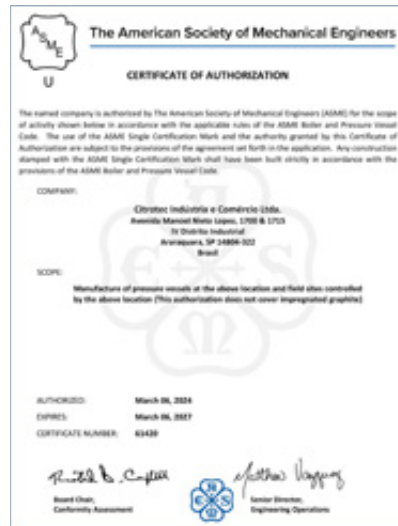 ASME
The American Society of Mechanical Engineers
U
CERTIFICATE OF AUTHORIZATION
The named company is authorized by The American Society of Mechanical Engineers (ASME) for the scope
of activity shown below in accordance with the applicable rules of the ASME Boiler and Pressure Vessel
Code. The use of the ASME Single Certification Mark and the authority granted by this Certificate of
Authorization are subject to the provisions of the agreement set forth in the application. Any construction
stamped with the ASME Single Certification Mark shall have been built strictly in accordance with the
provisions of the ASME Boiler and Pressure Vessel Code.
COMPANY:
Citrotec Indústria e Comércio Ltda.
Avenida Manoel Nieto Lopes, 1700 & 1715
IV Distrito Industrial
Araraquara, SP 14804-322
Brasil
SCOPE:
Manufacture of pressure vessels at the above location and field sites controlled
by the above location (This authorization does not cover impregnated graphite)
AUTHORIZED: March 06, 2024
EXPIRES: March 06, 2027
CERTIFICATE NUMBER: 61420
Board Chair,
Conformity Assessment
Senior Director,
Engineering Operations